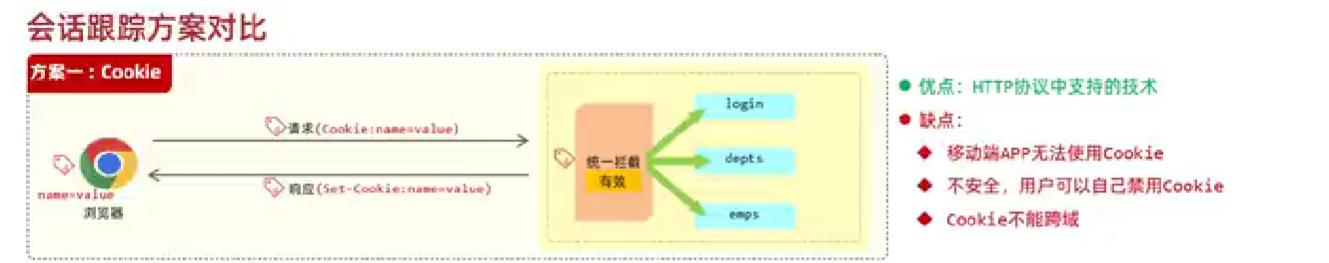 会话跟踪方案对比
方案一：Cookie
请求(Cookie:name=value)
响应(Set-Cookie:name=value)
name=value
浏览器
统一拦截
有效
login
depts
emps
优点：HTTP协议中支持的技术
缺点：
移动端APP无法使用Cookie
不安全，用户可以自己禁用Cookie
Cookie不能跨域